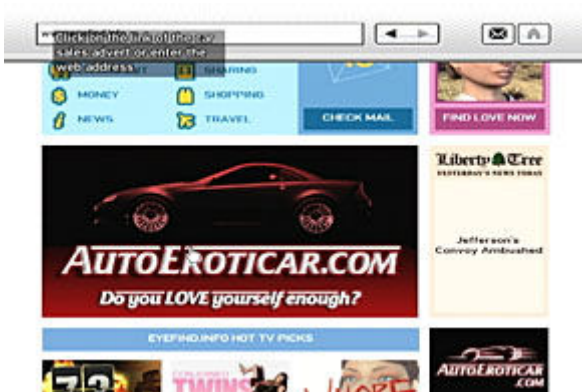 Click on the link of the car
sales advert or enter the
web address.
SHARING
MONEY
SHOPPING
NEWS
TRAVEL
CHECK MAIL
FIND LOVE NOW
AUTOEROTICAR.COM
Do you LOVE yourself enough?
Liberty Tree
YESTERDAY'S NEWS TODAY
Jefferson's
Convoy Ambushed
EYEFIND.INFO HOT TV PICKS
72
TWINS
WHORE
AUTOEROTICAR
.COM